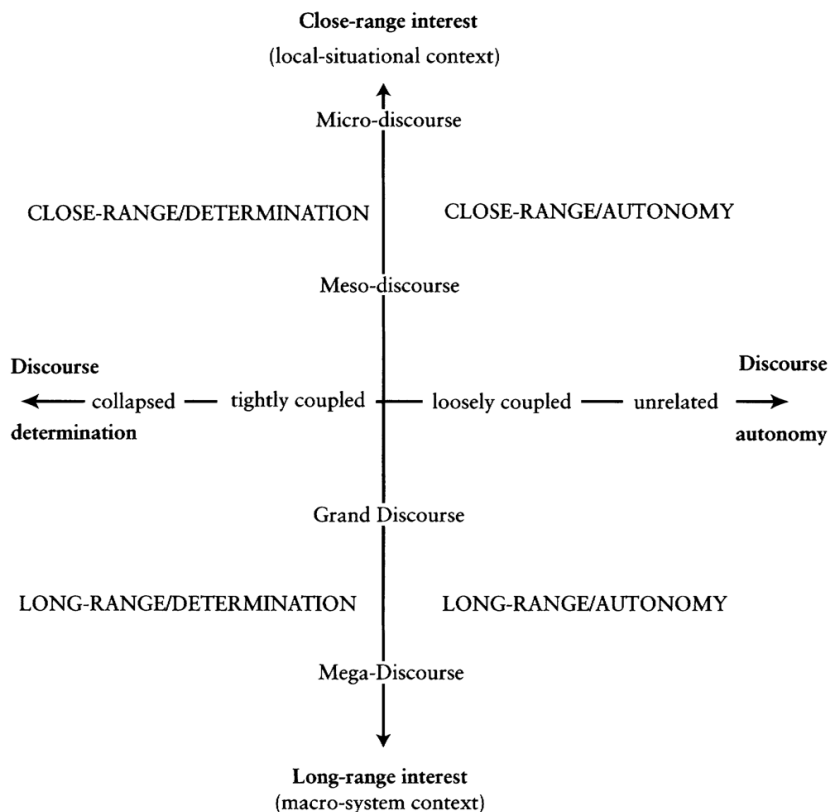 Close-range interest
(local-situational context)
Micro-discourse
CLOSE-RANGE/DETERMINATION
CLOSE-RANGE/AUTONOMY
Meso-discourse
Discourse
Discourse
collapsed
tightly coupled
loosely coupled
unrelated
determination
autonomy
Grand Discourse
LONG-RANGE/DETERMINATION
LONG-RANGE/AUTONOMY
Mega-Discourse
Long-range interest
(macro-system context)